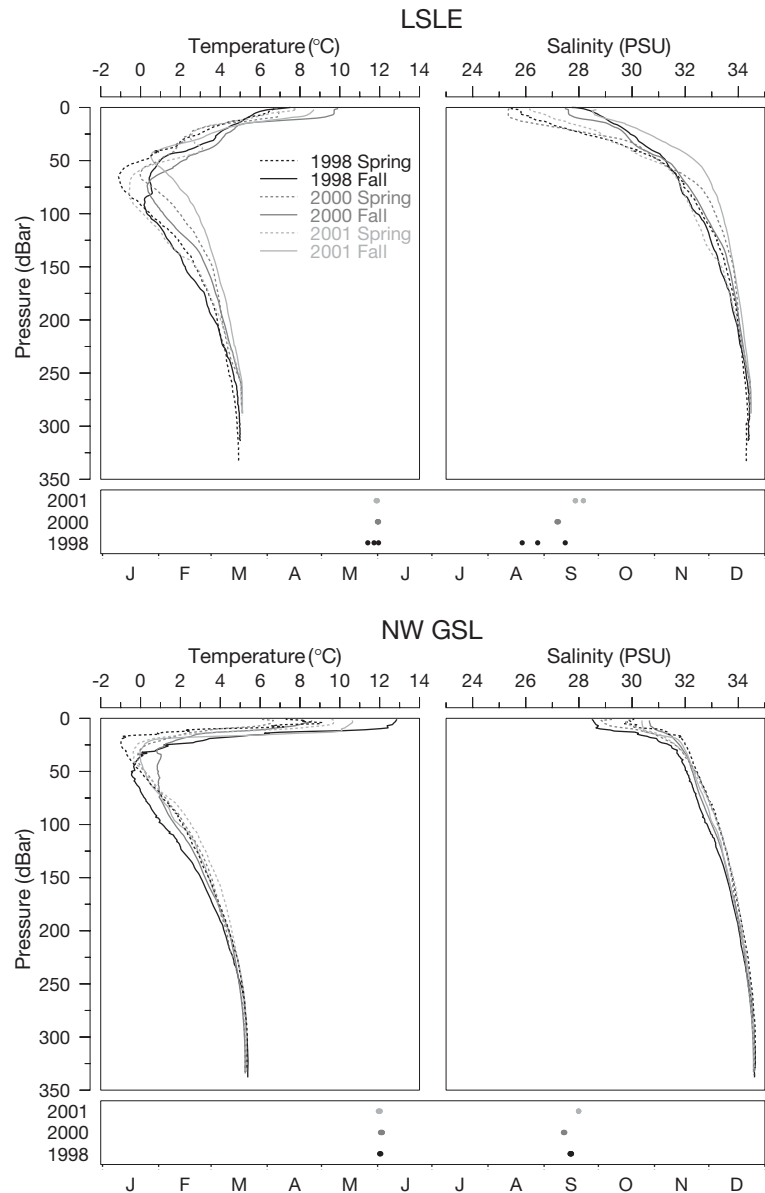 LSLE
Temperature (°C) Salinity (PSU)
-2 0 2 4 6 8 10 12 14 24 26 28 30 32 34
0
50
100
150
200
250
300
350
Pressure (dBar)
1998 Spring
1998 Fall
2000 Spring
2000 Fall
2001 Spring
2001 Fall
2001
2000
1998
J F M A M J J A S O N D
NW GSL
Temperature (°C) Salinity (PSU)
-2 0 2 4 6 8 10 12 14 24 26 28 30 32 34
0
50
100
150
200
250
300
350
Pressure (dBar)
2001
2000
1998
J F M A M J J A S O N D